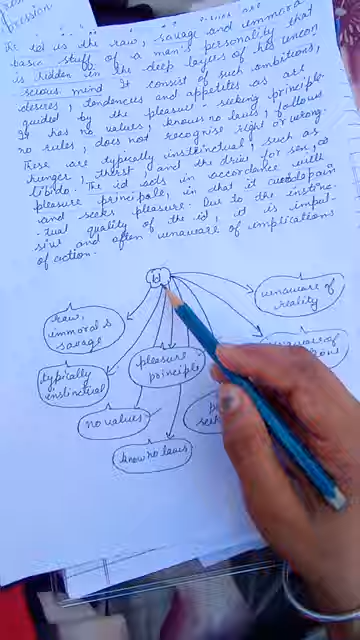 pression
The id is the raw, savage and immoral
basic stuff of a man's personality that
is hidden in the deep layers of his uncon
scious mind It consist of such ambitions,
desires, tendences and appetites as are
guided by the pleasure-seeking principle.
It has no values, knows no laws, follows
no rules, does not recognise right or wrong.
These are typically instinctual, such as
hunger, thirst and the drive for sex, or
libido. The id acts in accordance with
pleasure principle, in that it avoids pain
and seeks pleasure. Due to the instinc-
tual quality of the id, it is impul-
sive and often unaware of implications
of action.
Id
unaware of
reality
raw,
immoral &
savage
unaware of
pleasure
principle
typically
instinctual
no values
know no laws